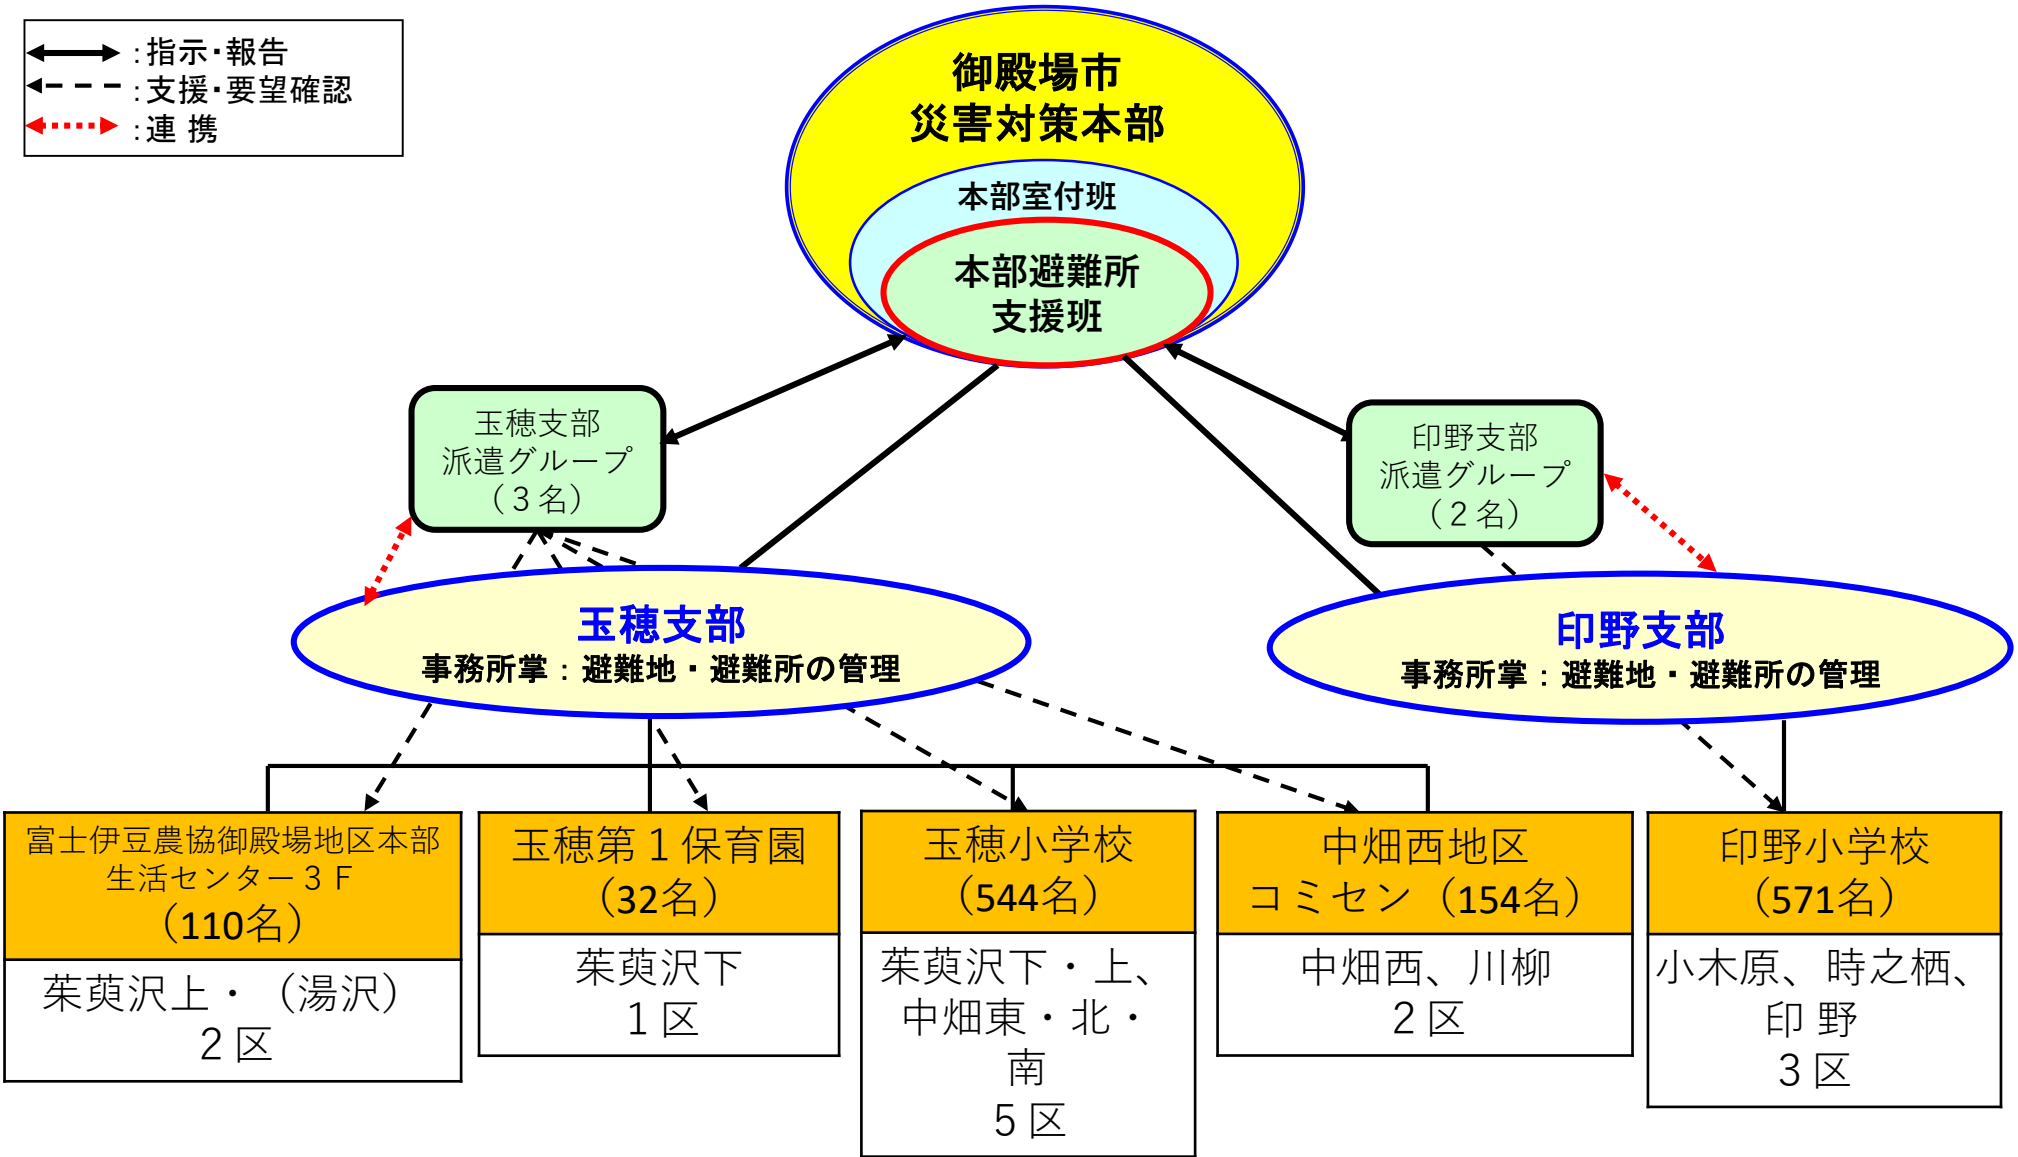 ：指示・報告
：支援・要望確認
：連 携
御殿場市
災害対策本部
本部室付班
本部避難所
支援班
玉穂支部
派遣グループ
（３名）
印野支部
派遣グループ
（２名）
玉穂支部
事務所掌：避難地・避難所の管理
印野支部
事務所掌：避難地・避難所の管理
富士伊豆農協御殿場地区本部
生活センター３Ｆ
（110名）
茱萸沢上・（湯沢）
２区
玉穂第１保育園
（32名）
茱萸沢下
１区
玉穂小学校
（544名）
茱萸沢下・上、
中畑東・北・
南
５区
中畑西地区
コミセン（154名）
中畑西、川柳
２区
印野小学校
（571名）
小木原、時之栖、
印 野
３区